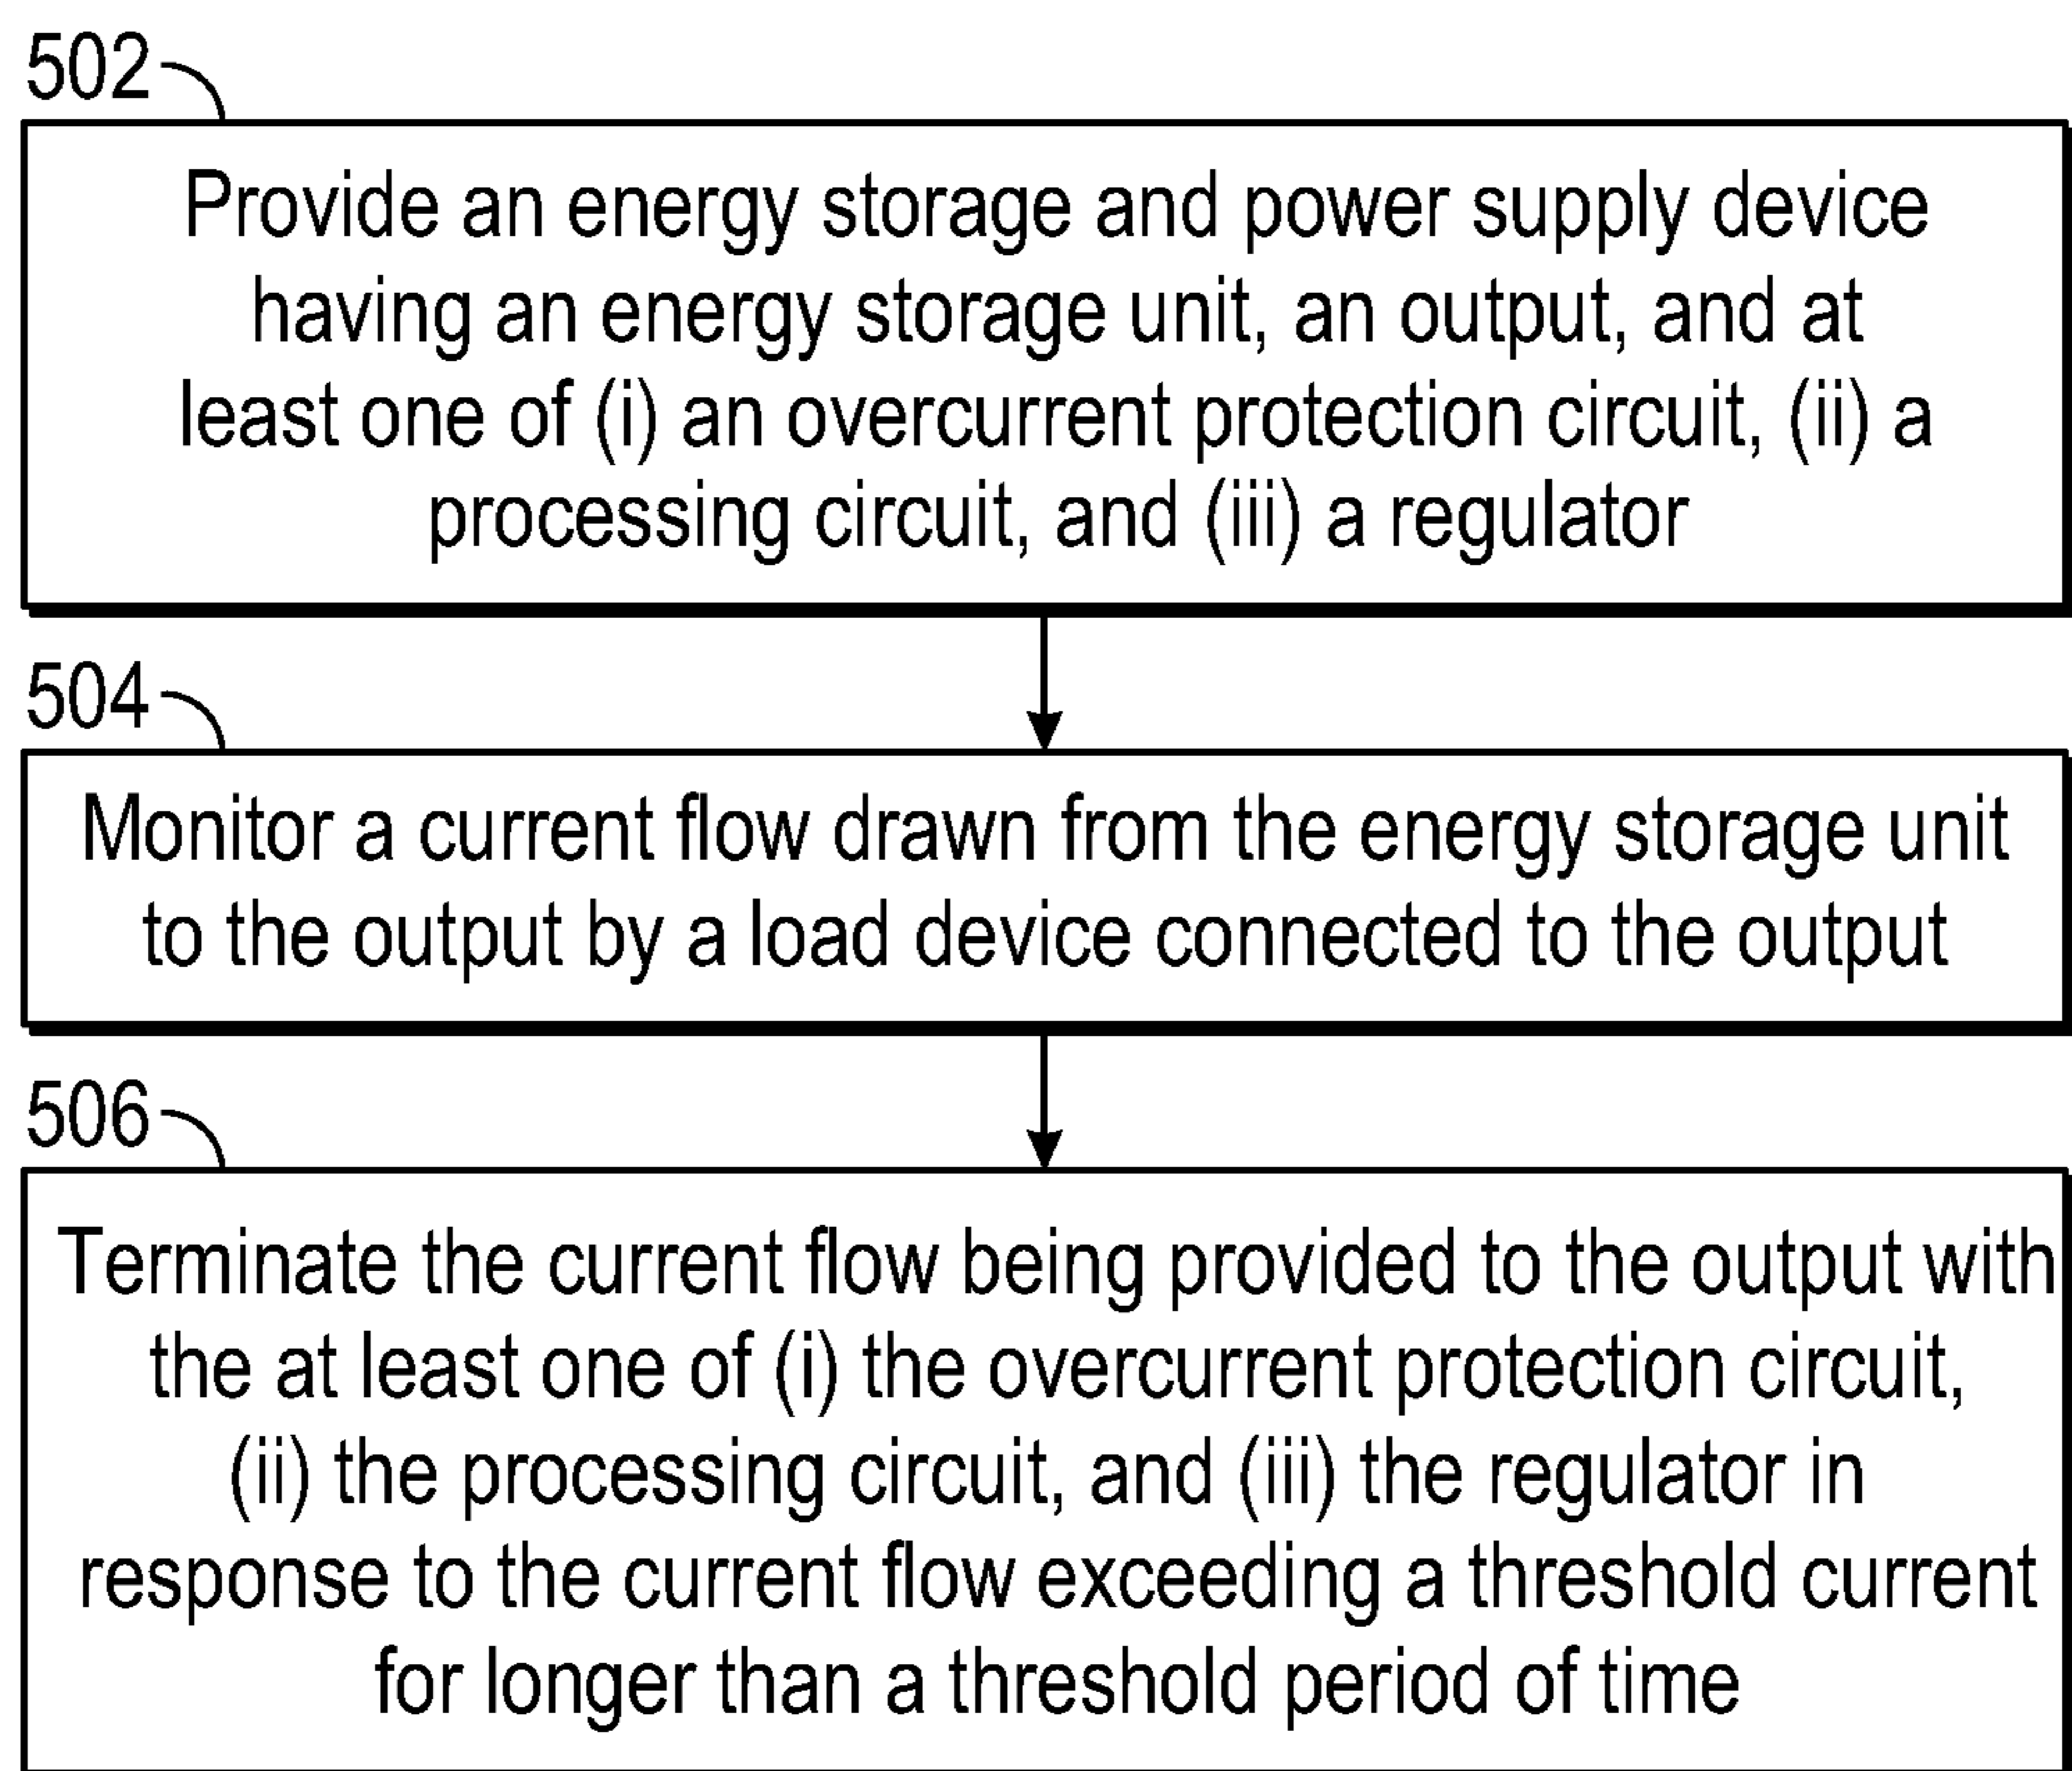 502
Provide an energy storage and power supply device
having an energy storage unit, an output, and at
least one of (i) an overcurrent protection circuit, (ii) a
processing circuit, and (iii) a regulator
504
Monitor a current flow drawn from the energy storage unit
to the output by a load device connected to the output
506
Terminate the current flow being provided to the output with
the at least one of (i) the overcurrent protection circuit,
(ii) the processing circuit, and (iii) the regulator in
response to the current flow exceeding a threshold current
for longer than a threshold period of time